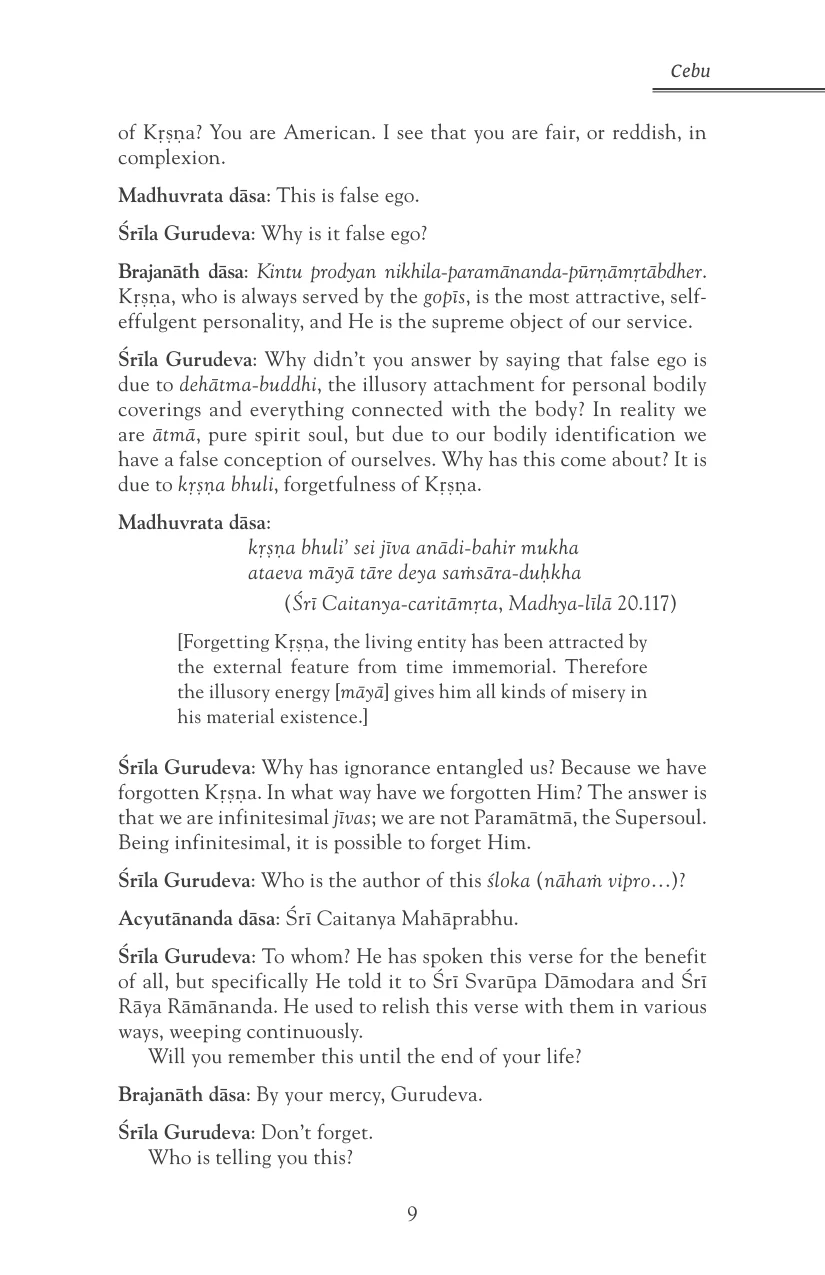 Cebu
of Kṛṣṇa? You are American. I see that you are fair, or reddish, in
complexion.
Madhuvrata dāsa: This is false ego.
Śrīla Gurudeva: Why is it false ego?
Brajanāth dāsa: Kintu prodyan nikhila-paramānanda-pūrṇāmṛtābdher.
Kṛṣṇa, who is always served by the gopīs, is the most attractive, self-
effulgent personality, and He is the supreme object of our service.
Śrīla Gurudeva: Why didn’t you answer by saying that false ego is
due to dehātma-buddhi, the illusory attachment for personal bodily
coverings and everything connected with the body? In reality we
are ātmā, pure spirit soul, but due to our bodily identification we
have a false conception of ourselves. Why has this come about? It is
due to kṛṣṇa bhuli, forgetfulness of Kṛṣṇa.
Madhuvrata dāsa:
kṛṣṇa bhuli’ sei jīva anādi-bahir mukha
ataeva māyā tāre deya saṁsāra-duḥkha
(Śrī Caitanya-caritāmṛta, Madhya-līlā 20.117)
[Forgetting Kṛṣṇa, the living entity has been attracted by
the external feature from time immemorial. Therefore
the illusory energy [māyā] gives him all kinds of misery in
his material existence.]
Śrīla Gurudeva: Why has ignorance entangled us? Because we have
forgotten Kṛṣṇa. In what way have we forgotten Him? The answer is
that we are infinitesimal jīvas; we are not Paramātmā, the Supersoul.
Being infinitesimal, it is possible to forget Him.
Śrīla Gurudeva: Who is the author of this śloka (nāhaṁ vipro…)?
Acyutānanda dāsa: Śrī Caitanya Mahāprabhu.
Śrīla Gurudeva: To whom? He has spoken this verse for the benefit
of all, but specifically He told it to Śrī Svarūpa Dāmodara and Śrī
Rāya Rāmānanda. He used to relish this verse with them in various
ways, weeping continuously.
Will you remember this until the end of your life?
Brajanāth dāsa: By your mercy, Gurudeva.
Śrīla Gurudeva: Don’t forget.
Who is telling you this?
9